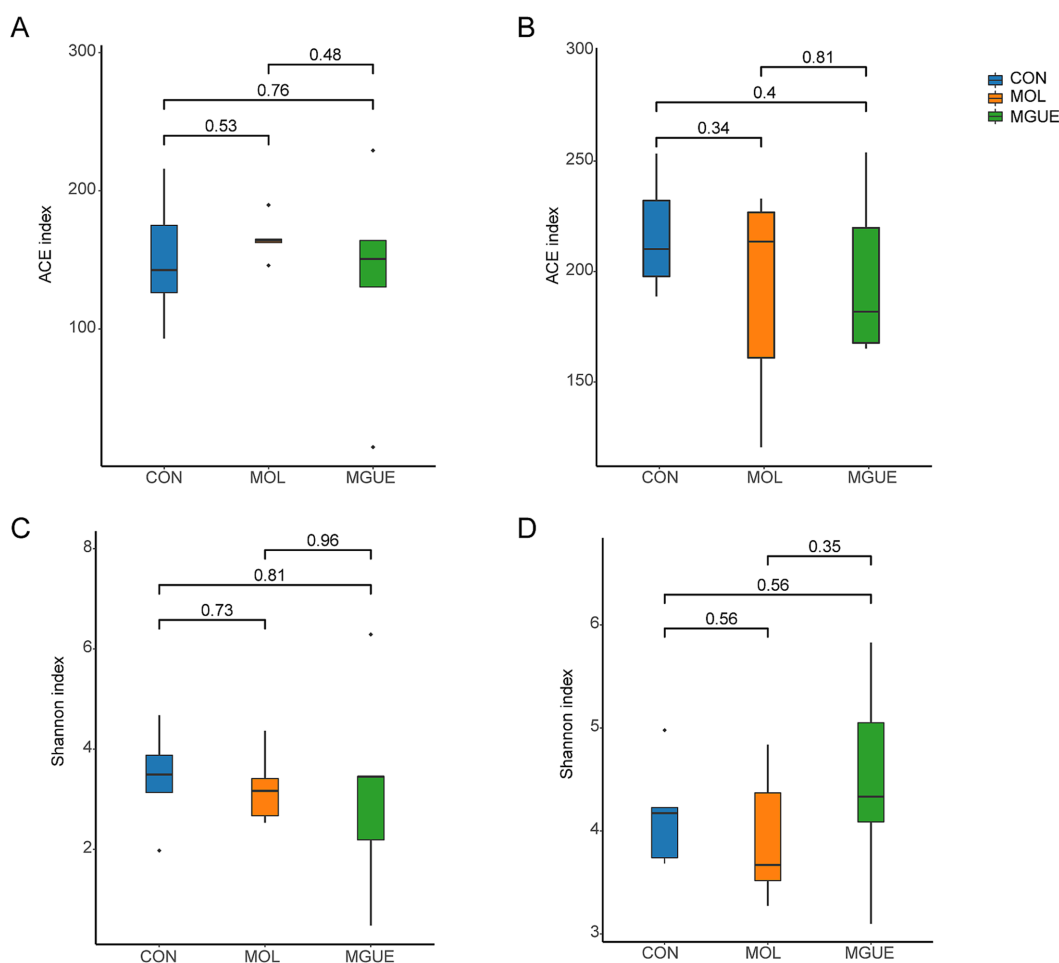 A
300
200
100
ACE index
0.48
0.76
0.53
CON MOL MGUE
B
300
250
200
150
ACE index
0.81
0.4
0.34
CON MOL MGUE
CON
MOL
MGUE
C
8
6
4
2
Shannon index
0.96
0.81
0.73
CON MOL MGUE
D
6
5
4
3
Shannon index
0.35
0.56
0.56
CON MOL MGUE